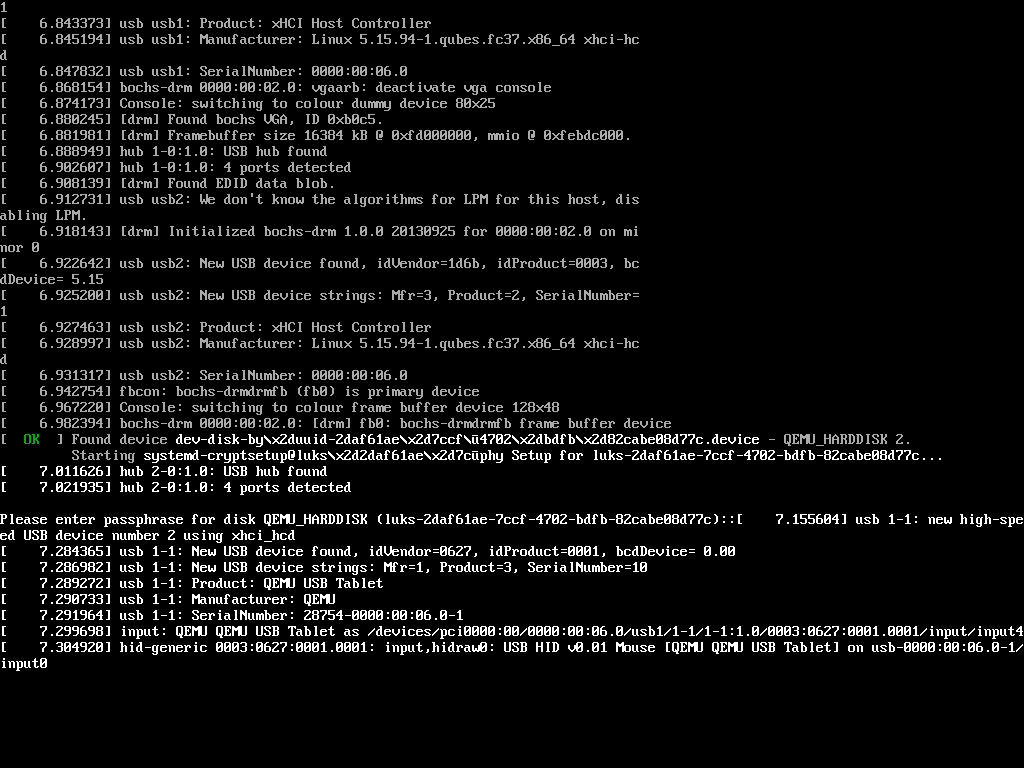 1
[    6.843373] usb usb1: Product: xHCI Host Controller
[    6.845194] usb usb1: Manufacturer: Linux 5.15.94-1.qubes.fc37.x86_64 xhci-hc
d
[    6.847832] usb usb1: SerialNumber: 0000:00:06.0
[    6.868154] bochs-drm 0000:00:02.0: vgaarb: deactivate vga console
[    6.874173] Console: switching to colour dummy device 80x25
[    6.880245] [drm] Found bochs VGA, ID 0xb0c5.
[    6.881981] [drm] Framebuffer size 16384 kB @ 0xfd000000, mmio @ 0xfebdc000.
[    6.888949] hub 1-0:1.0: USB hub found
[    6.902607] hub 1-0:1.0: 4 ports detected
[    6.908139] [drm] Found EDID data blob.
[    6.912731] usb usb2: We don't know the algorithms for LPM for this host, dis
abling LPM.
[    6.918143] [drm] Initialized bochs-drm 1.0.0 20130925 for 0000:00:02.0 on mi
nor 0
[    6.922642] usb usb2: New USB device found, idVendor=1d6b, idProduct=0003, bc
dDevice= 5.15
[    6.925200] usb usb2: New USB device strings: Mfr=3, Product=2, SerialNumber=
1
[    6.927463] usb usb2: Product: xHCI Host Controller
[    6.928997] usb usb2: Manufacturer: Linux 5.15.94-1.qubes.fc37.x86_64 xhci-hc
d
[    6.931317] usb usb2: SerialNumber: 0000:00:06.0
[    6.942754] fbcon: bochs-drmdrmfb (fb0) is primary device
[    6.967220] Console: switching to colour frame buffer device 128x48
[    6.982394] bochs-drm 0000:00:02.0: [drm] fb0: bochs-drmdrmfb frame buffer device
[  OK  ] Found device dev-disk-by\x2duuid-2daf61ae\x2d7ccf\ū4702\x2dbdfb\x2d82cabe08d77c.device - QEMU_HARDDISK 2.
         Starting systemd-cryptsetup@luks\x2d2daf61ae\x2d7cūphy Setup for luks-2daf61ae-7ccf-4702-bdfb-82cabe08d77c...
[    7.011626] hub 2-0:1.0: USB hub found
[    7.021935] hub 2-0:1.0: 4 ports detected

Please enter passphrase for disk QEMU_HARDDISK (luks-2daf61ae-7ccf-4702-bdfb-82cabe08d77c)::[    7.155604] usb 1-1: new high-spe
ed USB device number 2 using xhci_hcd
[    7.284365] usb 1-1: New USB device found, idVendor=0627, idProduct=0001, bcdDevice= 0.00
[    7.286982] usb 1-1: New USB device strings: Mfr=1, Product=3, SerialNumber=10
[    7.289272] usb 1-1: Product: QEMU USB Tablet
[    7.290733] usb 1-1: Manufacturer: QEMU
[    7.291964] usb 1-1: SerialNumber: 28754-0000:00:06.0-1
[    7.299698] input: QEMU QEMU USB Tablet as /devices/pci0000:00/0000:00:06.0/usb1/1-1/1-1:1.0/0003:0627:0001.0001/input/input4
[    7.304920] hid-generic 0003:0627:0001.0001: input,hidraw0: USB HID v0.01 Mouse [QEMU QEMU USB Tablet] on usb-0000:00:06.0-1/
input0